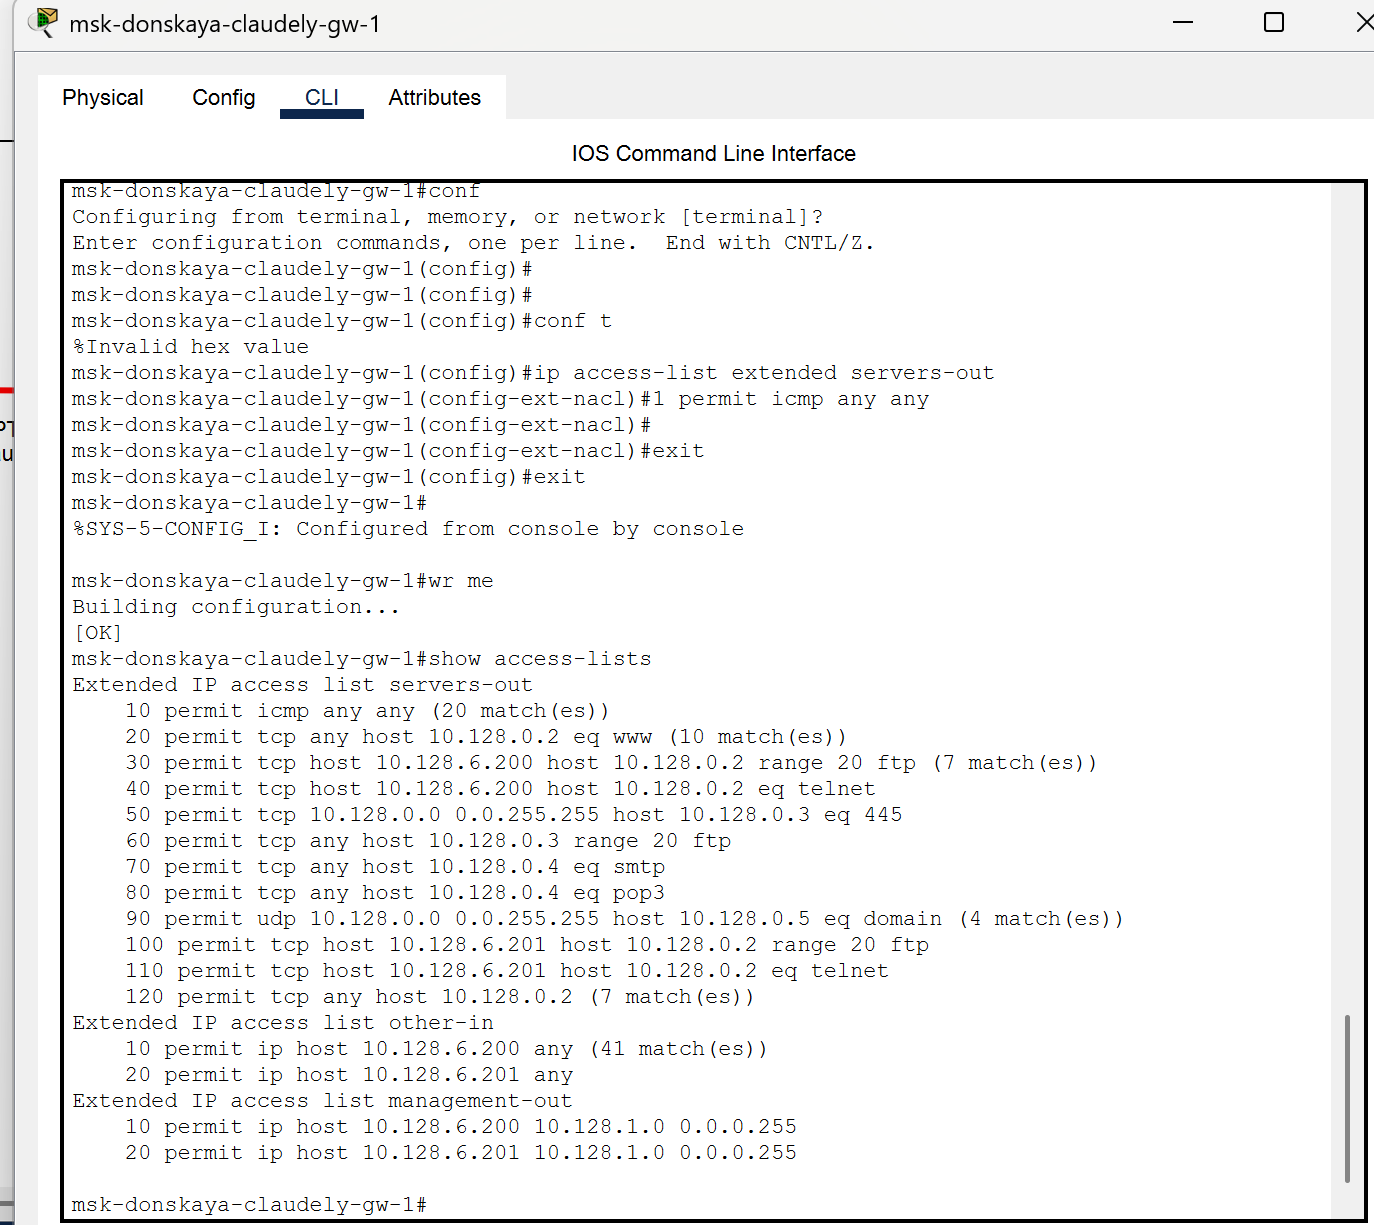 msk-donskaya-claudely-gw-1
Physical Config CLI Attributes
IOS Command Line Interface
msk-donskaya-claudely-gw-1#conf
Configuring from terminal, memory, or network [terminal]?
Enter configuration commands, one per line.  End with CNTL/Z.
msk-donskaya-claudely-gw-1(config)#
msk-donskaya-claudely-gw-1(config)#
msk-donskaya-claudely-gw-1(config)#conf t
%Invalid hex value
msk-donskaya-claudely-gw-1(config)#ip access-list extended servers-out
msk-donskaya-claudely-gw-1(config-ext-nacl)#1 permit icmp any any
msk-donskaya-claudely-gw-1(config-ext-nacl)#
msk-donskaya-claudely-gw-1(config-ext-nacl)#exit
msk-donskaya-claudely-gw-1(config)#exit
msk-donskaya-claudely-gw-1#
%SYS-5-CONFIG_I: Configured from console by console
msk-donskaya-claudely-gw-1#wr me
Building configuration...
[OK]
msk-donskaya-claudely-gw-1#show access-lists
Extended IP access list servers-out
    10 permit icmp any any (20 match(es))
    20 permit tcp any host 10.128.0.2 eq www (10 match(es))
    30 permit tcp host 10.128.6.200 host 10.128.0.2 range 20 ftp (7 match(es))
    40 permit tcp host 10.128.6.200 host 10.128.0.2 eq telnet
    50 permit tcp 10.128.0.0 0.0.255.255 host 10.128.0.3 eq 445
    60 permit tcp any host 10.128.0.3 range 20 ftp
    70 permit tcp any host 10.128.0.4 eq smtp
    80 permit tcp any host 10.128.0.4 eq pop3
    90 permit udp 10.128.0.0 0.0.255.255 host 10.128.0.5 eq domain (4 match(es))
    100 permit tcp host 10.128.6.201 host 10.128.0.2 range 20 ftp
    110 permit tcp host 10.128.6.201 host 10.128.0.2 eq telnet
    120 permit tcp any host 10.128.0.2 (7 match(es))
Extended IP access list other-in
    10 permit ip host 10.128.6.200 any (41 match(es))
    20 permit ip host 10.128.6.201 any
Extended IP access list management-out
    10 permit ip host 10.128.6.200 10.128.1.0 0.0.0.255
    20 permit ip host 10.128.6.201 10.128.1.0 0.0.0.255
msk-donskaya-claudely-gw-1#